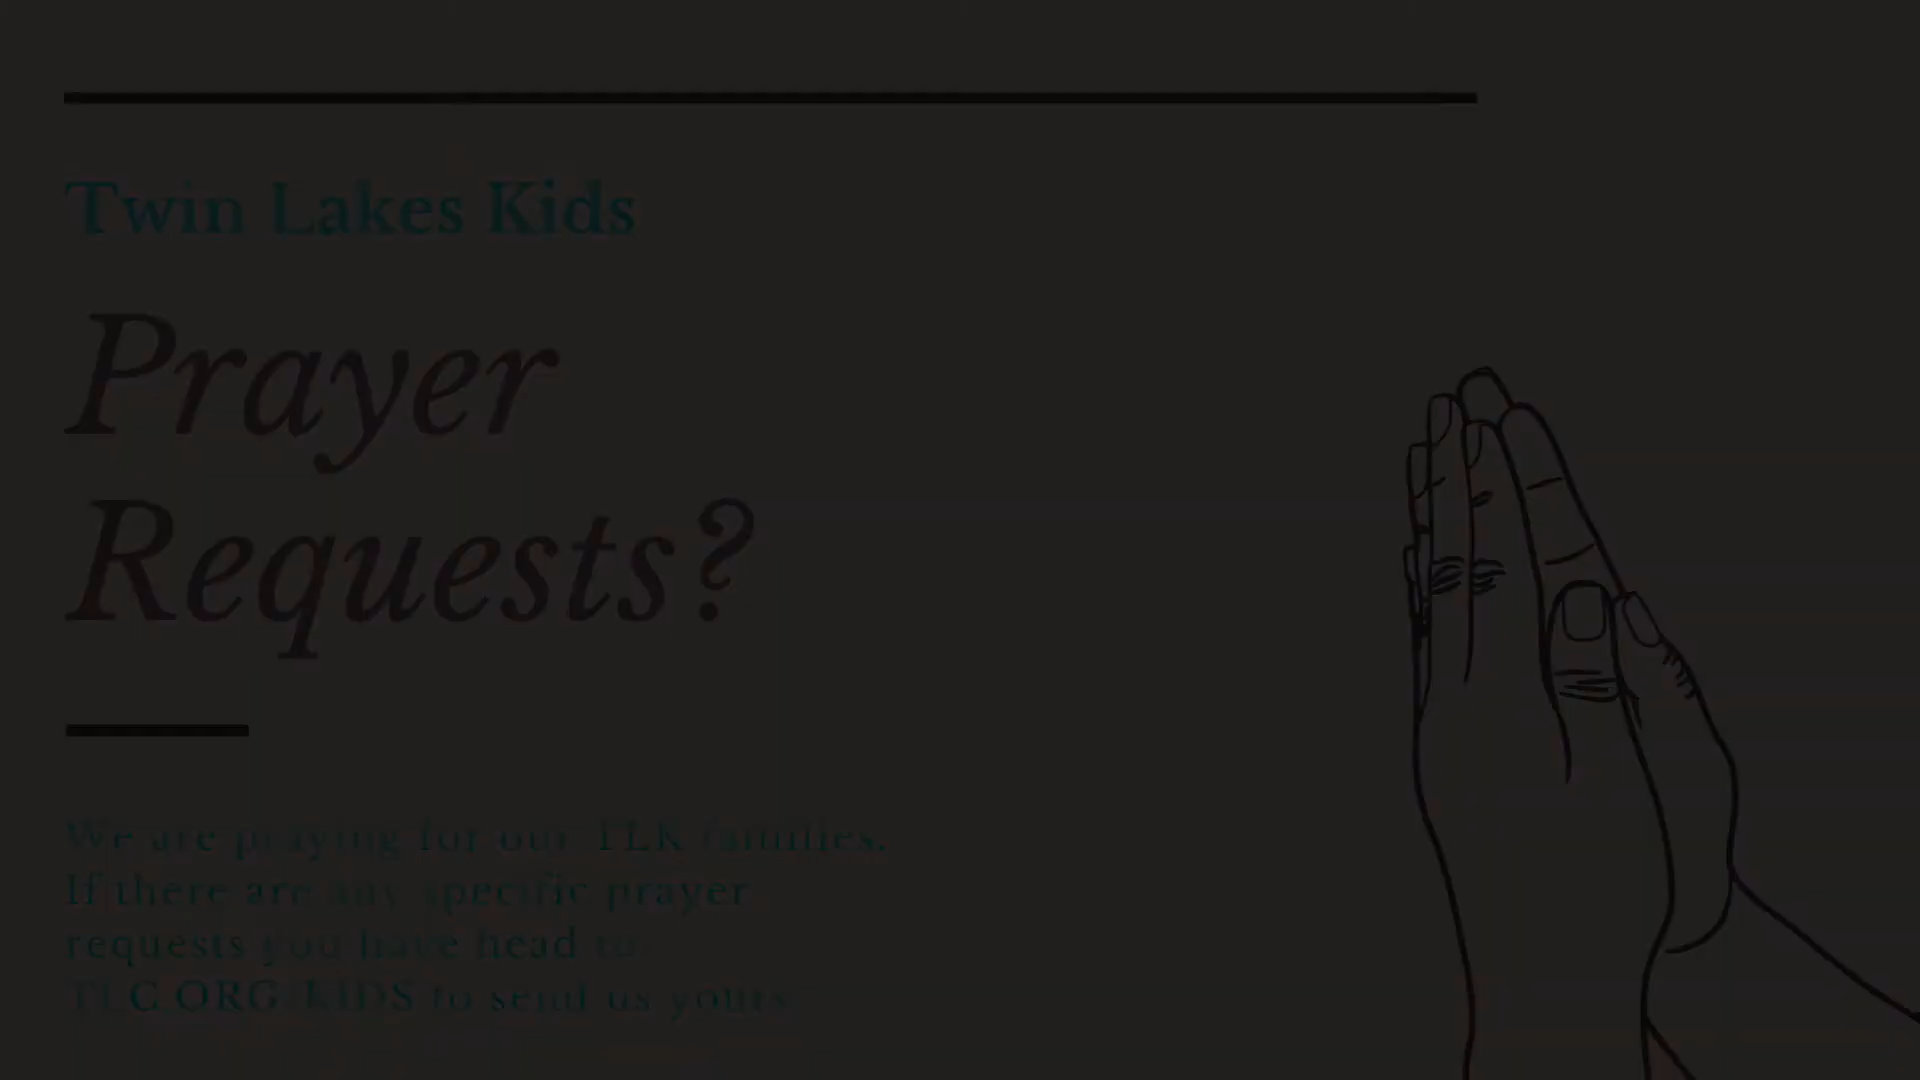 Twin Lakes Kids
Prayer
Requests?
We are praying for our TLK families.
If there are any specific prayer
requests you have head to
TLC.ORG/KIDS to send us yours